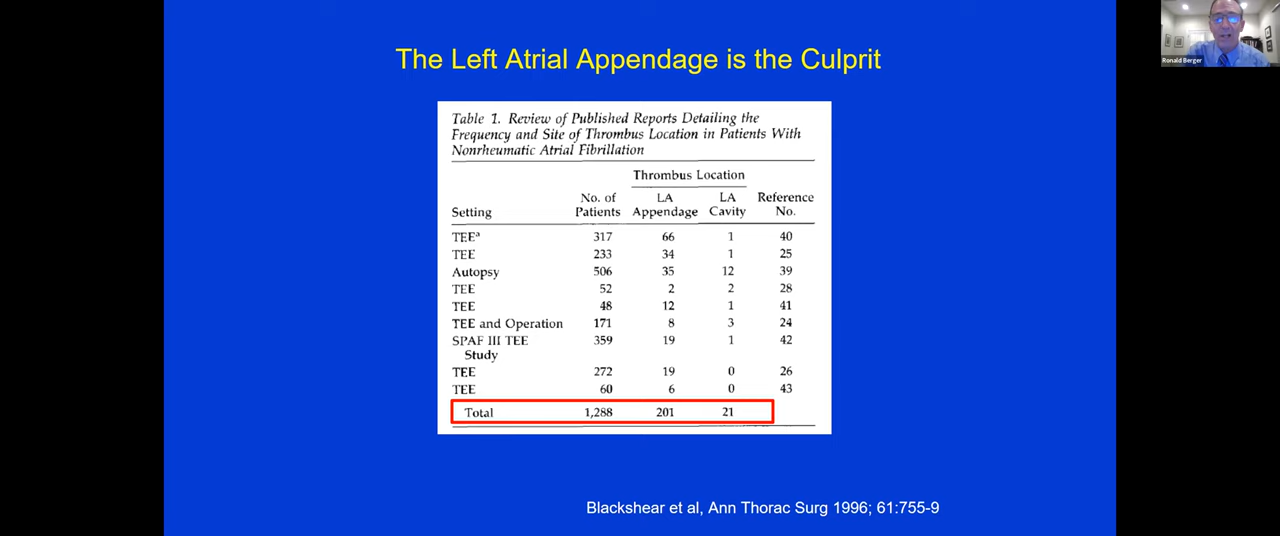 The Left Atrial Appendage is the Culprit
Ronald Berger
Table 1. Review of Published Reports Detailing the
Frequency and Site of Thrombus Location in Patients With
Nonrheumatic Atrial Fibrillation
Thrombus Location
No. of LA LA Reference
Setting Patients Appendage Cavity No.
TEEᵃ 317 66 1 40
TEE 233 34 1 25
Autopsy 506 35 12 39
TEE 52 2 2 28
TEE 48 12 1 41
TEE and Operation 171 8 3 24
SPAF III TEE 359 19 1 42
Study
TEE 272 19 0 26
TEE 60 6 0 43
Total 1,288 201 21
Blackshear et al, Ann Thorac Surg 1996; 61:755-9